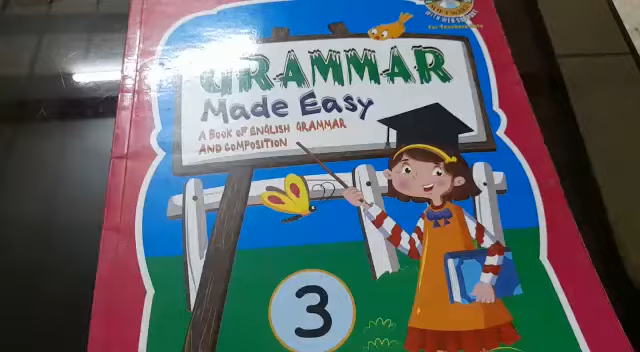 GRAMMAR
Made Easy
A BOOK OF ENGLISH GRAMMAR
AND COMPOSITION
3